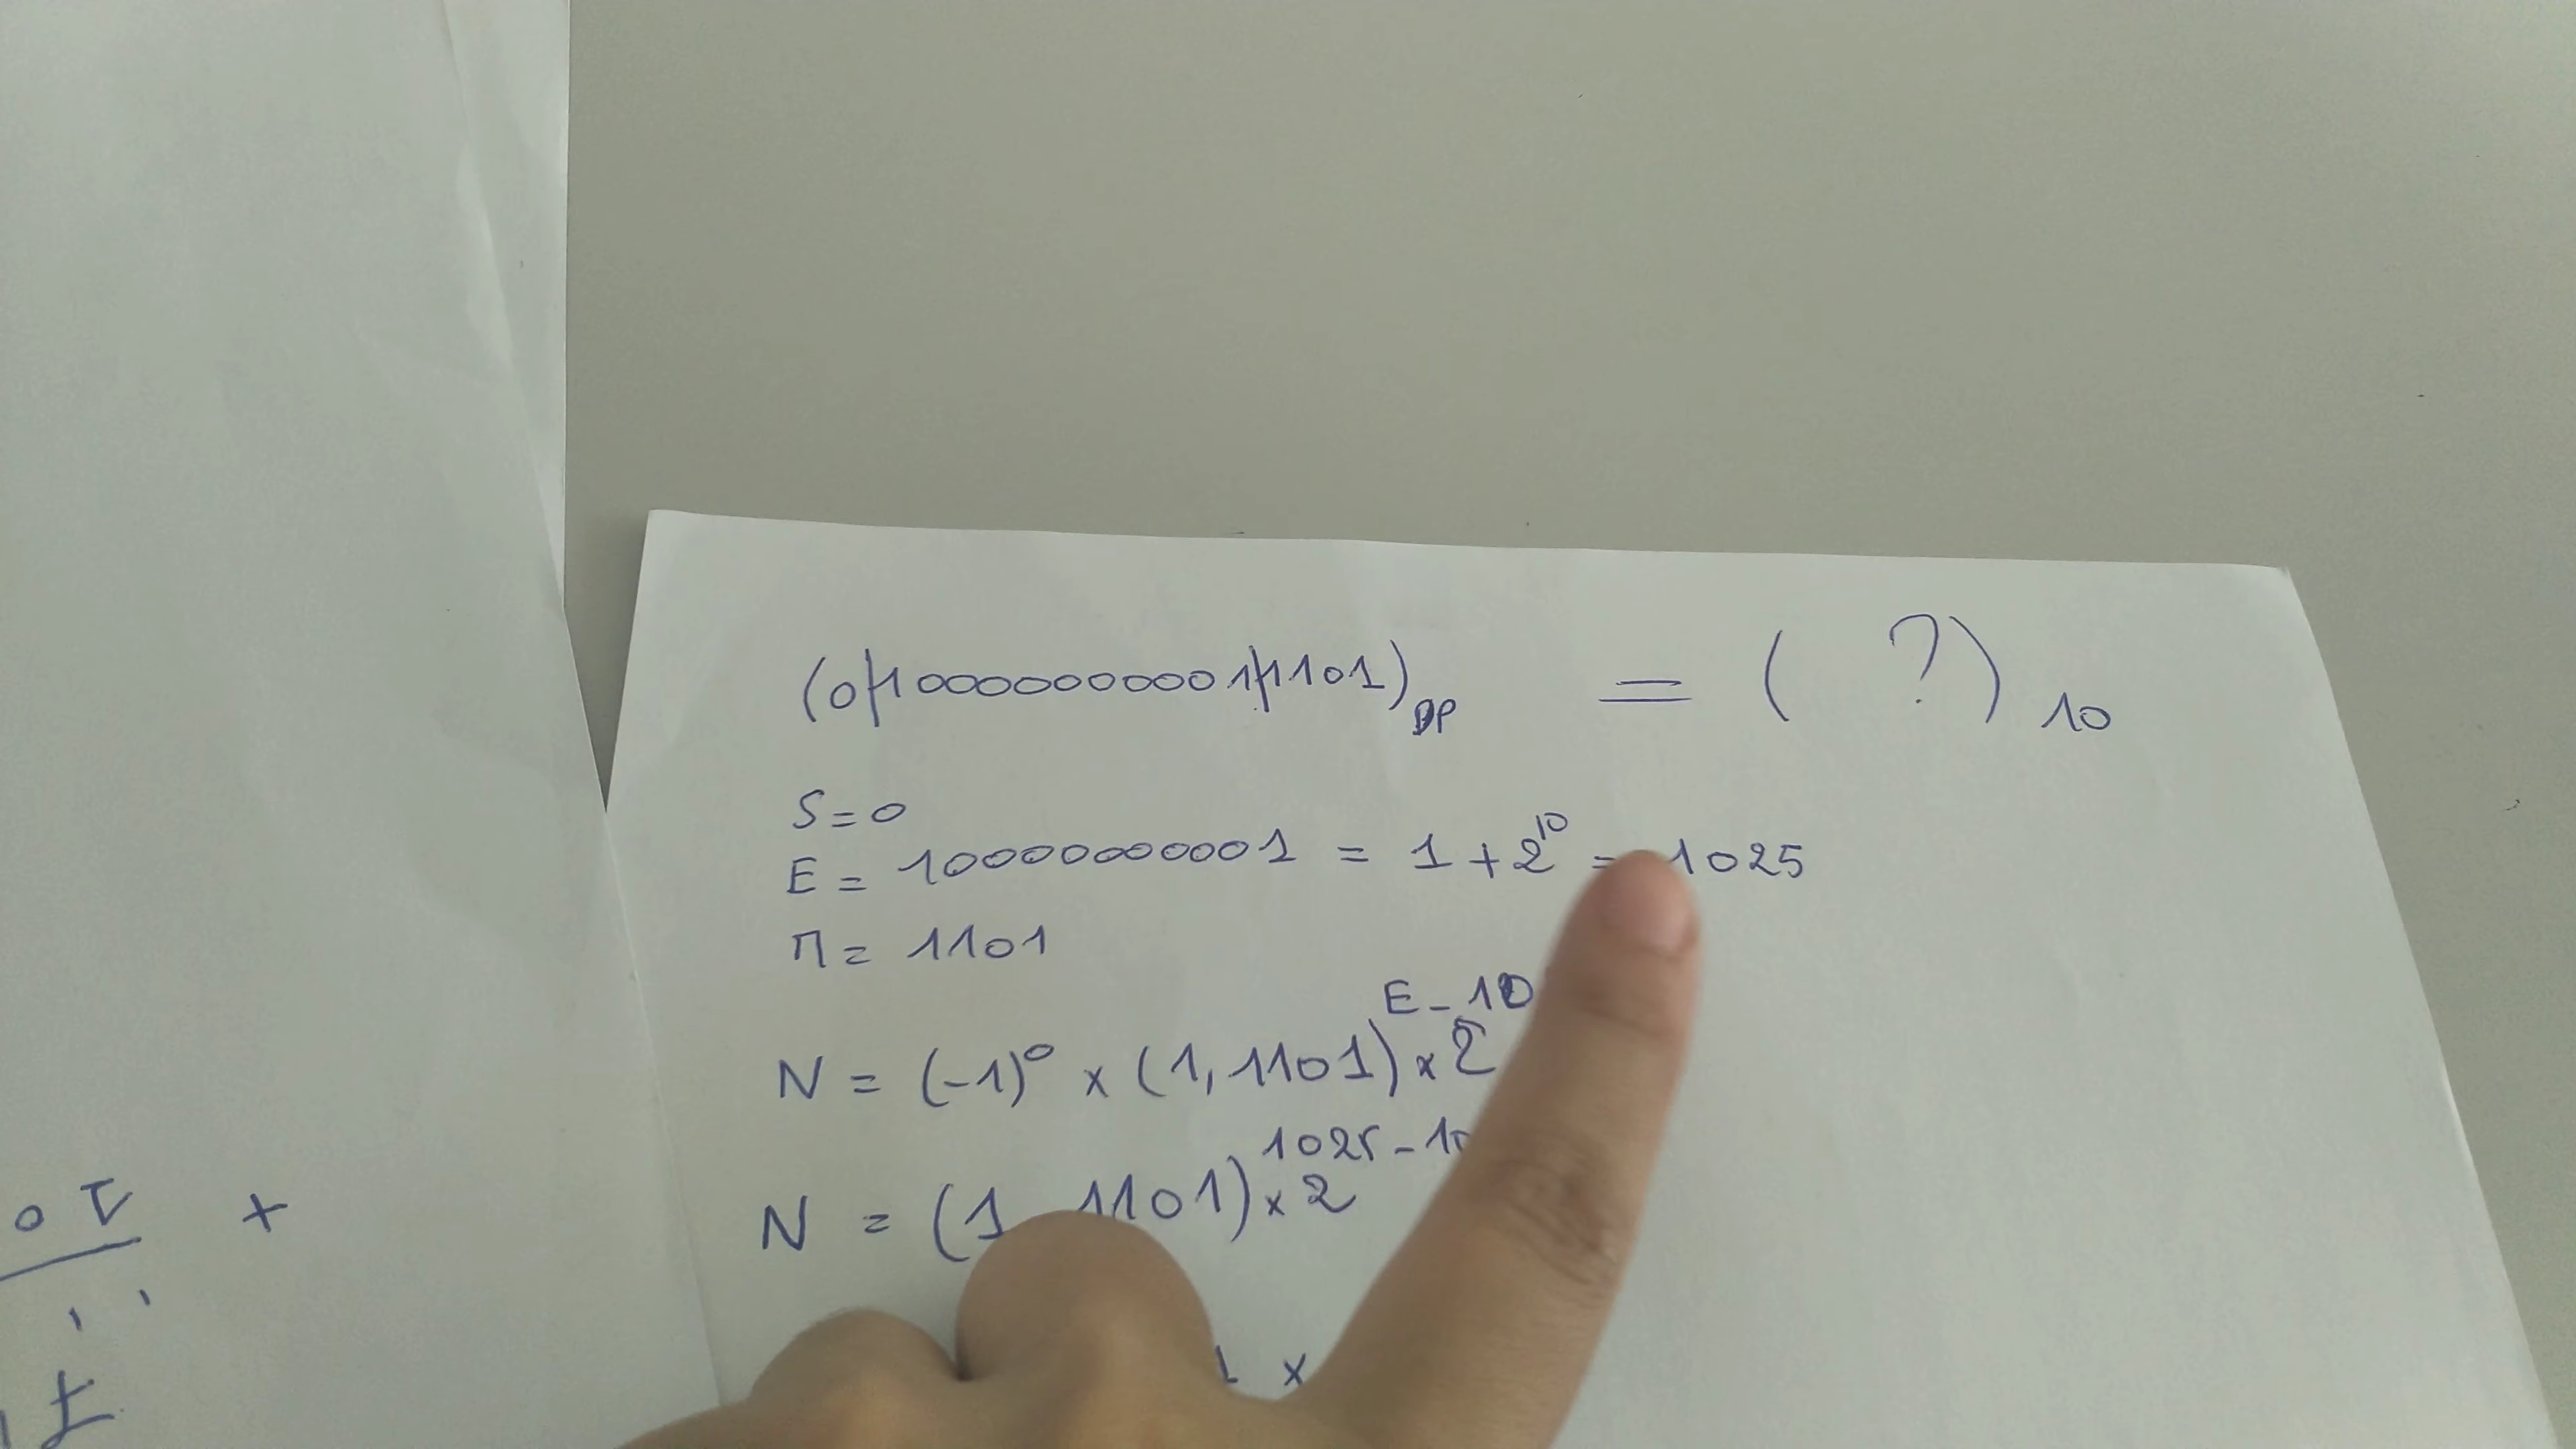 (0|10000000001|1101)DP = ( ? )10
S = 0
E = 10000000001 = 1 + 2^10 = 1025
M = 1101
N = (-1)^0 x (1,1101) x 2^E-10
N = (1 1101) x 2^1025-10
x
+